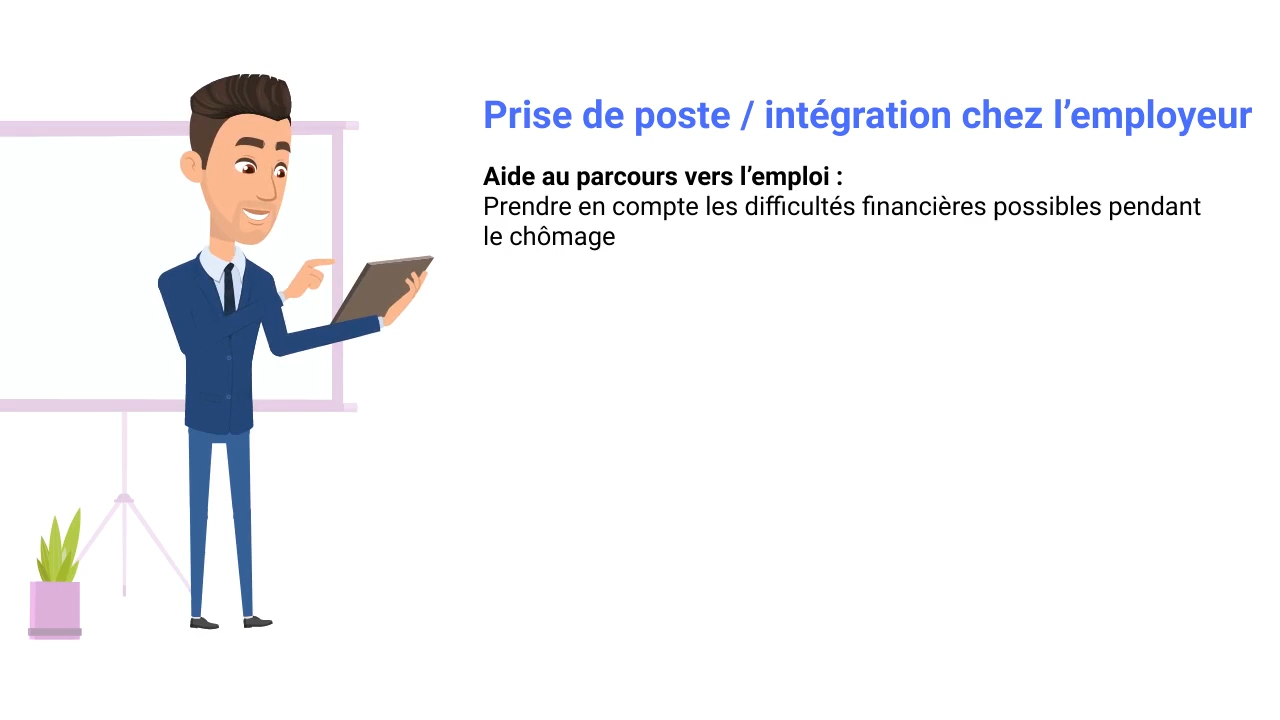 Prise de poste / intégration chez l’employeur
Aide au parcours vers l’emploi :
Prendre en compte les difficultés financières possibles pendant
le chômage